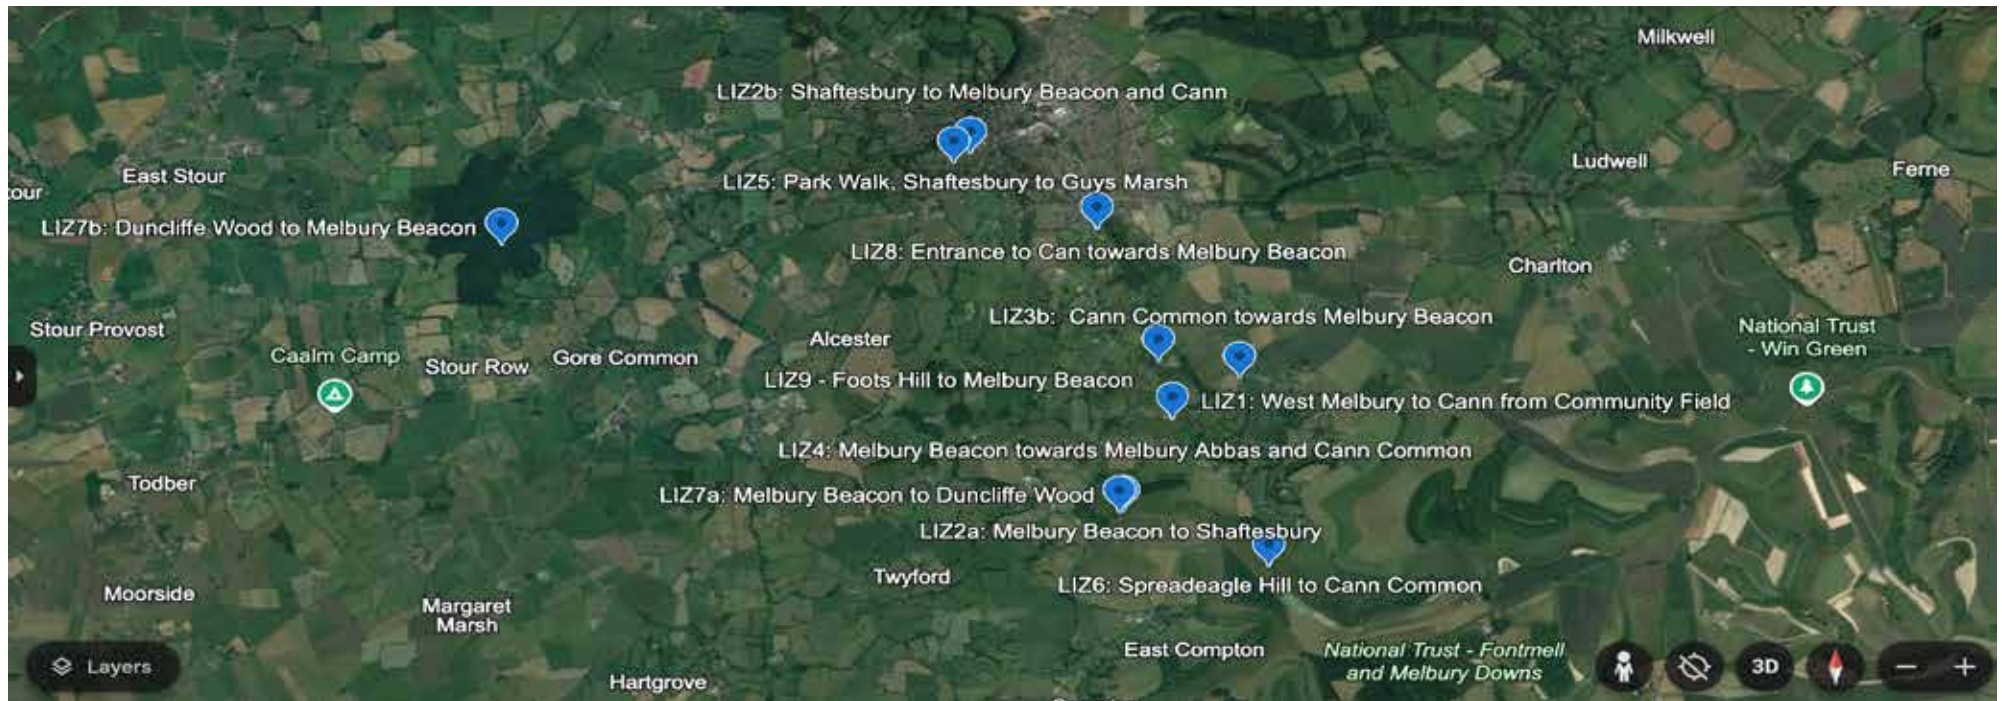 Milkwell
LIZ2b: Shaftesbury to Melbury Beacon and Cann
Ludwell
Ferne
East Stour
tour
LIZ5: Park Walk. Shaftesbury to Guys Marsh
LIZ7b: Duncliffe Wood to Melbury Beacon
LIZ8: Entrance to Can towards Melbury Beacon
Charlton
LIZ3b: Cann Common towards Melbury Beacon
National Trust
- Win Green
Stour Provost
Alcester
Caalm Camp
Stour Row
Gore Common
LIZ9 - Foots Hill to Melbury Beacon
LIZ1: West Melbury to Cann from Community Field
LIZ4: Melbury Beacon towards Melbury Abbas and Cann Common
Todber
LIZ7a: Melbury Beacon to Duncliffe Wood
LIZ2a: Melbury Beacon to Shaftesbury
Twyford
LIZ6: Spreadeagle Hill to Cann Common
Moorside
Margaret
Marsh
East Compton
National Trust - Fontmell
and Melbury Downs
Layers
3D
Hartgrove